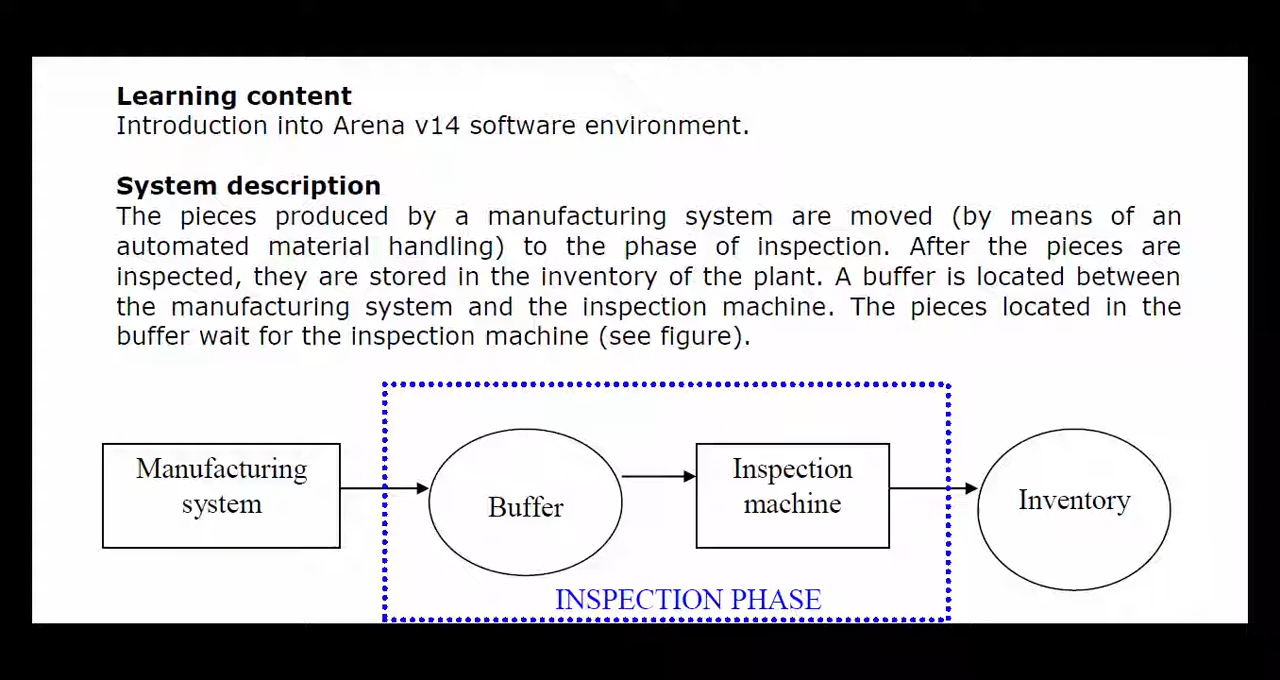 Learning content
Introduction into Arena v14 software environment.
System description
The pieces produced by a manufacturing system are moved (by means of an
automated material handling) to the phase of inspection. After the pieces are
inspected, they are stored in the inventory of the plant. A buffer is located between
the manufacturing system and the inspection machine. The pieces located in the
buffer wait for the inspection machine (see figure).
Manufacturing
system
Buffer
Inspection
machine
Inventory
INSPECTION PHASE